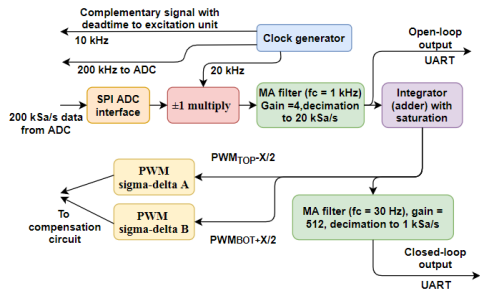 Complementary signal with
deadtime to excitation unit
10 kHz
Clock generator
Open-loop
output
UART
200 kHz to ADC
20 kHz
SPI ADC
interface
±1 multiply
MA filter (fc = 1 kHz)
Gain =4,decimation
to 20 kSa/s
Integrator
(adder) with
saturation
200 kSa/s data
from ADC
PWMTOP-X/2
PWM
sigma-delta A
To
compensation
circuit
PWM
sigma-delta B
PWMBOT+X/2
MA filter (fc = 30 Hz), gain =
512, decimation to 1 kSa/s
Closed-loop
output
UART